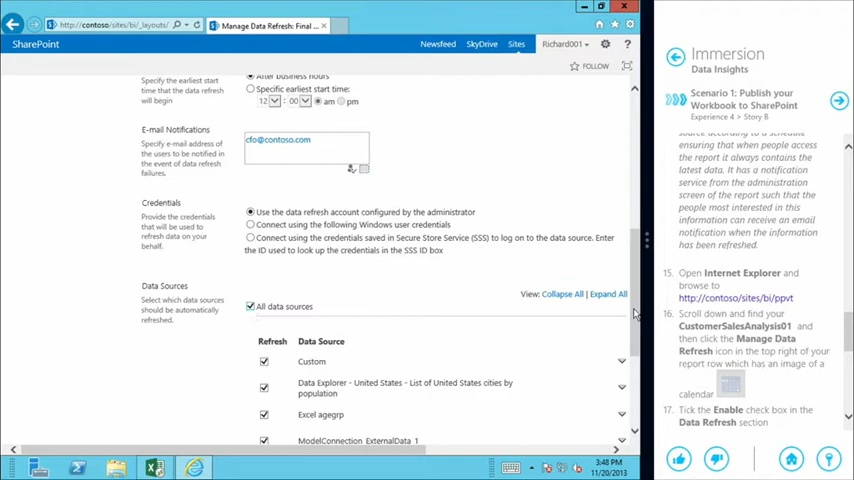 http://contoso/sites/bi/_layouts/
Manage Data Refresh: Final ...
SharePoint
Newsfeed
SkyDrive
Sites
Richard001
?
FOLLOW
Specify the earliest start
time that the data refresh
will begin
After business hours
Specific earliest start time:
12 : 00 am pm
E-mail Notifications
Specify e-mail address of
the users to be notified in
the event of data refresh
failures.
cfo@contoso.com
Credentials
Provide the credentials
that will be used to
refresh data on your
behalf.
Use the data refresh account configured by the administrator
Connect using the following Windows user credentials
Connect using the credentials saved in Secure Store Service (SSS) to log on to the data source. Enter
the ID used to look up the credentials in the SSS ID box
Data Sources
Select which data sources
should be automatically
refreshed.
View: Collapse All | Expand All
All data sources
Refresh Data Source
Custom
Data Explorer - United States - List of United States cities by
population
Excel agegrp
ModelConnection_ExternalData_1
3:48 PM
11/20/2013
Immersion
Data Insights
Scenario 1: Publish your
Workbook to SharePoint
Experience 4 > Story B
source according to a schedule
ensuring that when people access
the report it always contains the
latest data. It has a notification
service from the administration
screen of the report such that the
people most interested in this
information can receive an email
notification when the information
has been refreshed.
15. Open Internet Explorer and
browse to
http://contoso/sites/bi/ppvt
16. Scroll down and find your
CustomerSalesAnalysis01 and
then click the Manage Data
Refresh icon in the top right of your
report row which has an image of a
calendar
17. Tick the Enable check box in the
Data Refresh section